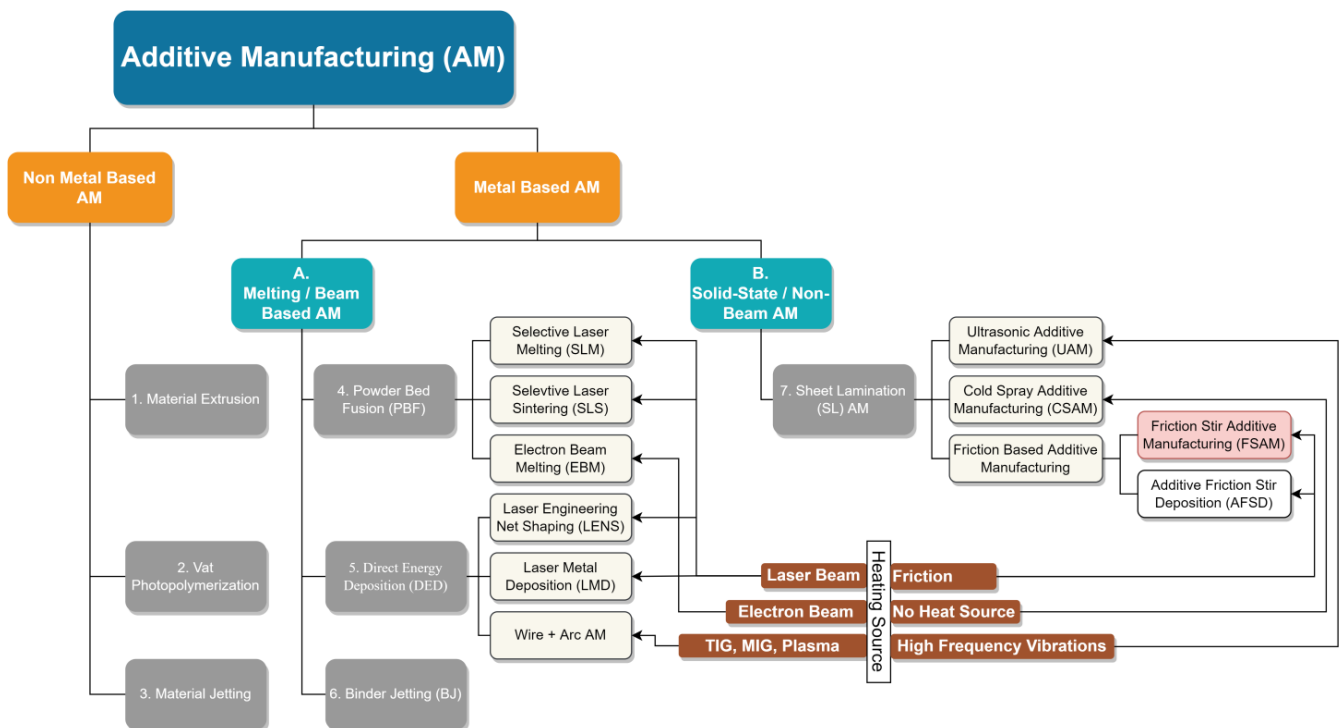 Additive Manufacturing (AM)
Non Metal Based
AM
Metal Based AM
A.
Melting / Beam
Based AM
B.
Solid-State / Non-
Beam AM
1. Material Extrusion
2. Vat
Photopolymerization
3. Material Jetting
4. Powder Bed
Fusion (PBF)
5. Direct Energy
Deposition (DED)
6. Binder Jetting (BJ)
Selective Laser
Melting (SLM)
Selevtive Laser
Sintering (SLS)
Electron Beam
Melting (EBM)
Laser Engineering
Net Shaping (LENS)
Laser Metal
Deposition (LMD)
Wire + Arc AM
7. Sheet Lamination
(SL) AM
Ultrasonic Additive
Manufacturing (UAM)
Cold Spray Additive
Manufacturing (CSAM)
Friction Based Additive
Manufacturing
Friction Stir Additive
Manufacturing (FSAM)
Additive Friction Stir
Deposition (AFSD)
Heating Source
Laser Beam
Friction
Electron Beam
No Heat Source
TIG, MIG, Plasma
High Frequency Vibrations